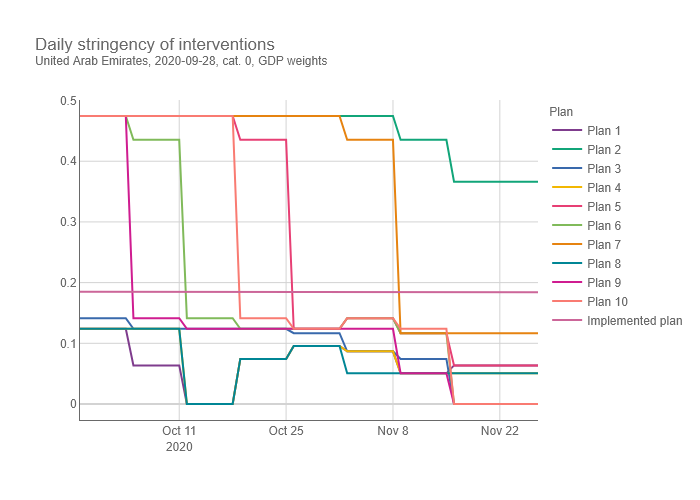 Daily stringency of interventions
United Arab Emirates, 2020-09-28, cat. 0, GDP weights
0.5
0.4
0.3
0.2
0.1
0
Oct 11
2020
Oct 25
Nov 8
Nov 22
Plan
Plan 1
Plan 2
Plan 3
Plan 4
Plan 5
Plan 6
Plan 7
Plan 8
Plan 9
Plan 10
Implemented plan